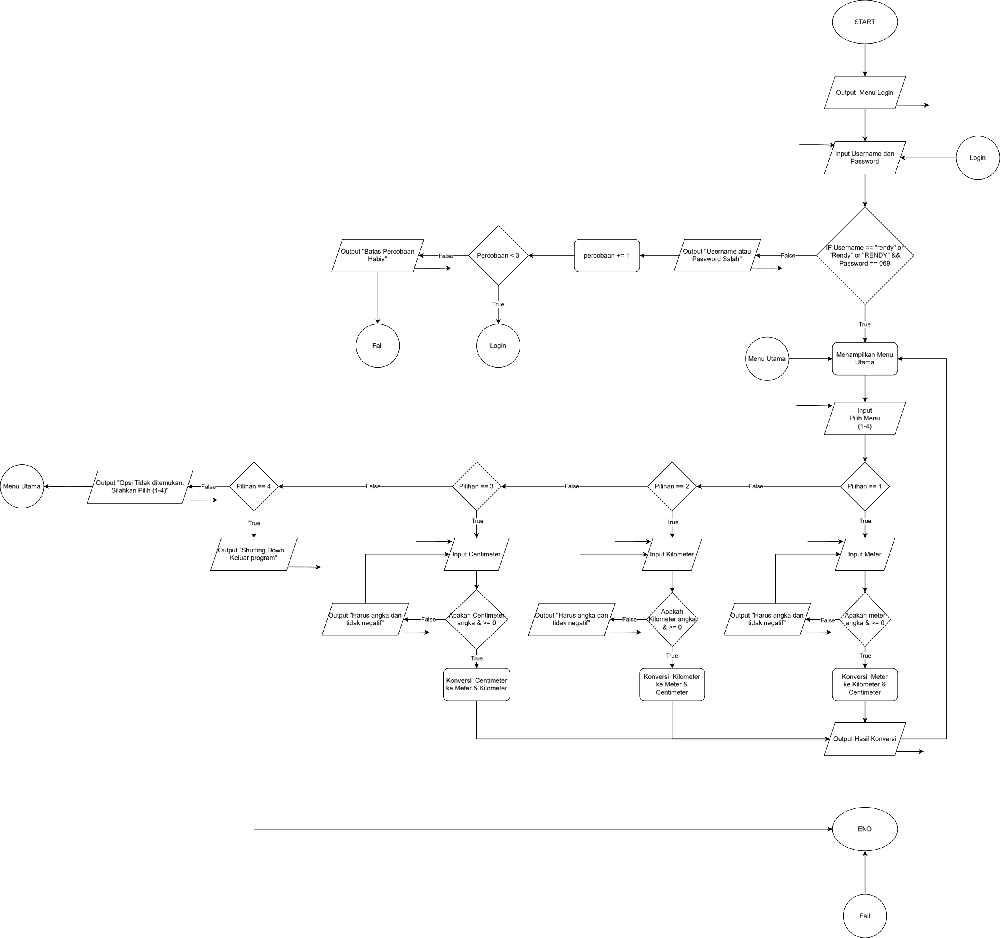 START
Output  Menu Login
Input Username dan
Password
Login
IF Username == "rendy" or
"Rendy" or "RENDY" &&
Password == 069
False
Output "Username atau
Password Salah"
percobaan += 1
Percobaan < 3
False
Output "Batas Percobaan
Habis"
True
True
Fail
Login
Menu Utama
Menampilkan Menu
Utama
Input
Pilih Menu
(1-4)
Pilihan == 1
False
Pilihan == 2
False
Pilihan == 3
False
Pilihan == 4
False
Output "Opsi Tidak ditemukan.
Silahkan Pilih (1-4)"
Menu Utama
True
True
True
True
Output "Shutting Down...
Keluar program"
Input Centimeter
Input Kilometer
Input Meter
Output "Harus angka dan
tidak negatif"
False
Apakah Centimeter
angka & >= 0
Output "Harus angka dan
tidak negatif"
False
Apakah
Kilometer angka
& >= 0
Output "Harus angka dan
tidak negatif"
False
Apakah meter
angka & >= 0
True
True
True
Konversi  Centimeter
ke Meter & Kilometer
Konversi  Kilometer
ke Meter &
Centimeter
Konversi  Meter
ke Kilometer &
Centimeter
Output Hasil Konversi
END
Fail